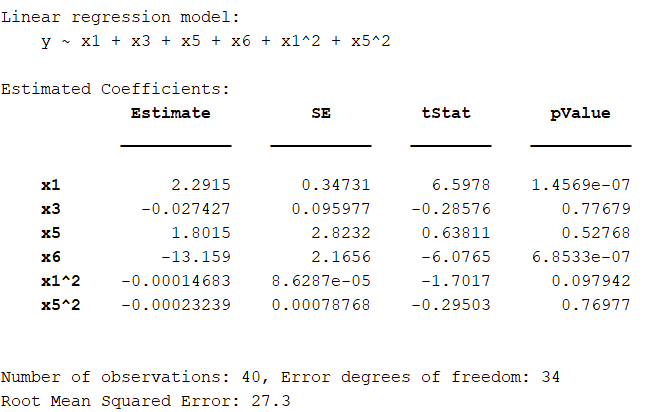 Linear regression model:
y ~ x1 + x3 + x5 + x6 + x1^2 + x5^2
Estimated Coefficients:
Estimate SE tStat pValue
x1 2.2915 0.34731 6.5978 1.4569e-07
x3 -0.027427 0.095977 -0.28576 0.77679
x5 1.8015 2.8232 0.63811 0.52768
x6 -13.159 2.1656 -6.0765 6.8533e-07
x1^2 -0.00014683 8.6287e-05 -1.7017 0.097942
x5^2 -0.00023239 0.00078768 -0.29503 0.76977
Number of observations: 40, Error degrees of freedom: 34
Root Mean Squared Error: 27.3